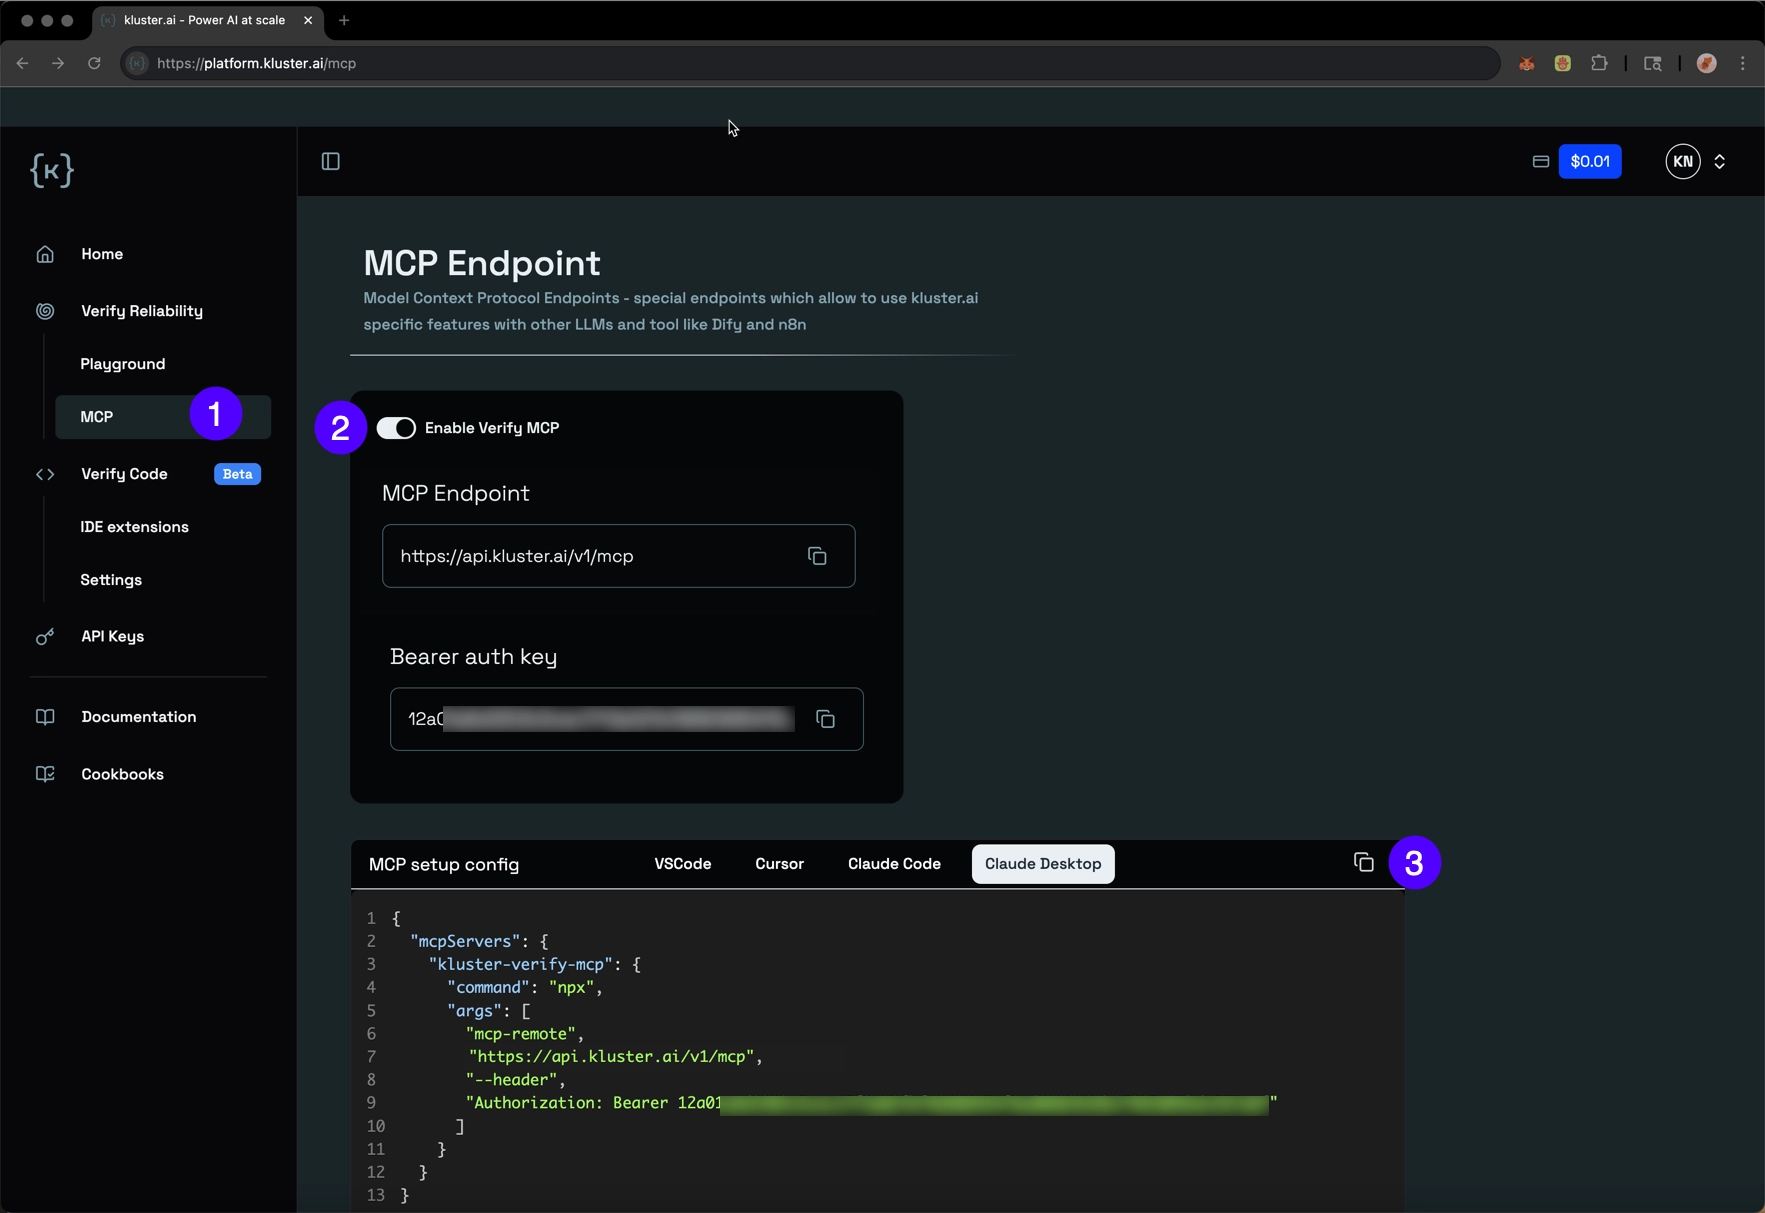 kluster.ai - Power AI at scale
https://platform.kluster.ai/mcp
{K}
$0.01
KN
Home
Verify Reliability
Playground
MCP
1
Verify Code
Beta
IDE extensions
Settings
API Keys
Documentation
Cookbooks
MCP Endpoint
Model Context Protocol Endpoints - special endpoints which allow to use kluster.ai
specific features with other LLMs and tool like Dify and n8n
2
Enable Verify MCP
MCP Endpoint
https://api.kluster.ai/v1/mcp
Bearer auth key
12a0
MCP setup config
VSCode
Cursor
Claude Code
Claude Desktop
3
1 {
2 "mcpServers": {
3 "kluster-verify-mcp": {
4 "command": "npx",
5 "args": [
6 "mcp-remote",
7 "https://api.kluster.ai/v1/mcp",
8 "--header",
9 "Authorization: Bearer 12a01"
10 ]
11 }
12 }
13 }